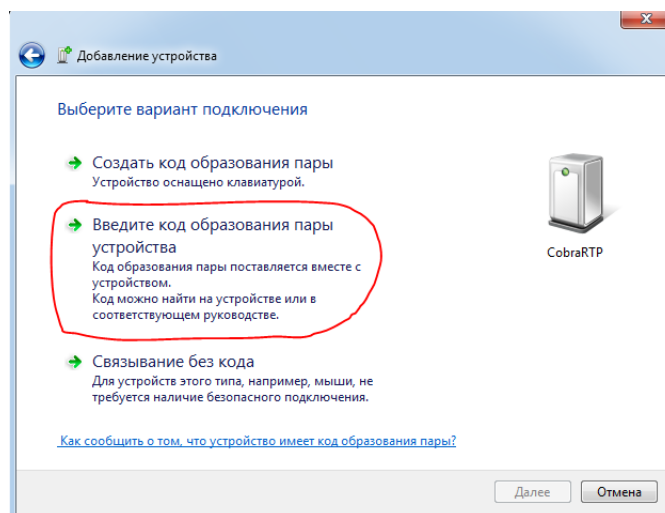 Добавление устройства
Выберите вариант подключения
Создать код образования пары
Устройство оснащено клавиатурой.
Введите код образования пары
устройства
Код образования пары поставляется вместе с
устройством.
Код можно найти на устройстве или в
соответствующем руководстве.
CobraRTP
Связывание без кода
Для устройств этого типа, например, мыши, не
требуется наличие безопасного подключения.
Как сообщить о том, что устройство имеет код образования пары?
Далее
Отмена